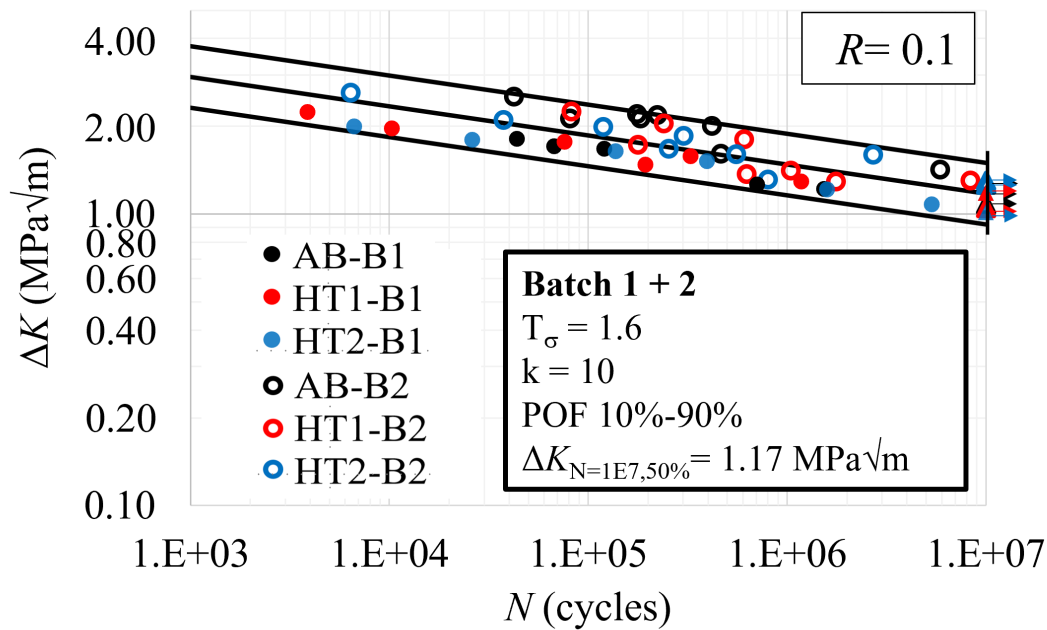 4.00
2.00
1.00
0.80
0.60
0.40
0.20
0.10
ΔK (MPa√m)
R= 0.1
AB-B1
HT1-B1
HT2-B1
AB-B2
HT1-B2
HT2-B2
Batch 1 + 2
Tσ = 1.6
k = 10
POF 10%-90%
ΔKN=1E7,50%= 1.17 MPa√m
1.E+03 1.E+04 1.E+05 1.E+06 1.E+07
N (cycles)